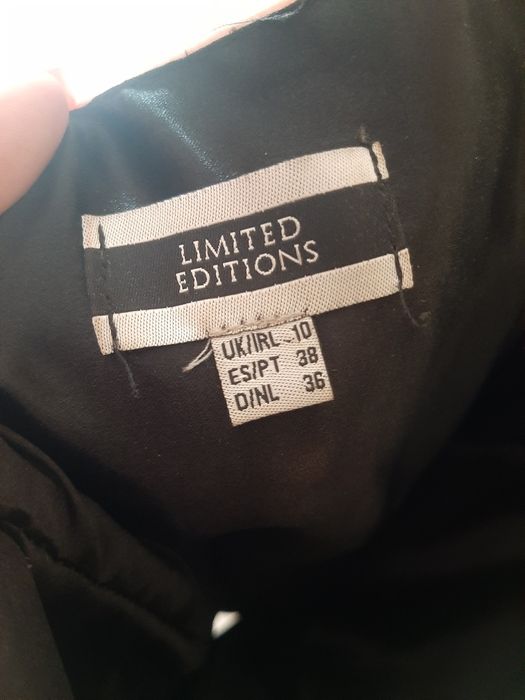 LIMITED
EDITIONS
UK/IRL 10
ES/PT 38
D/NL 36